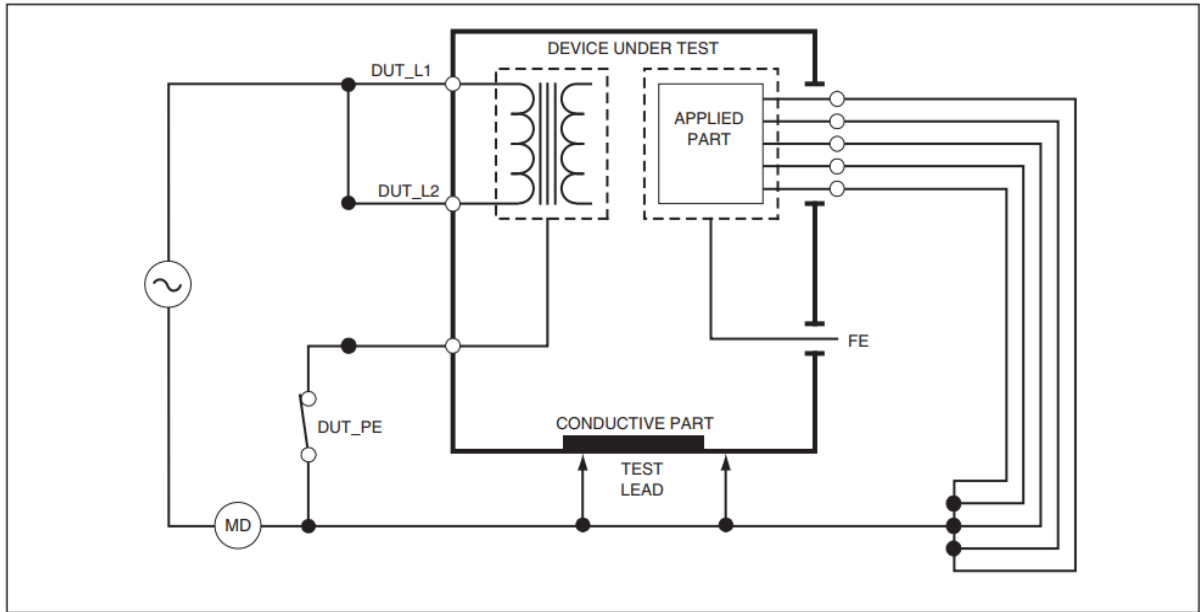 DEVICE UNDER TEST
DUT_L1
APPLIED
PART
DUT_L2
FE
DUT_PE
CONDUCTIVE PART
TEST
LEAD
MD